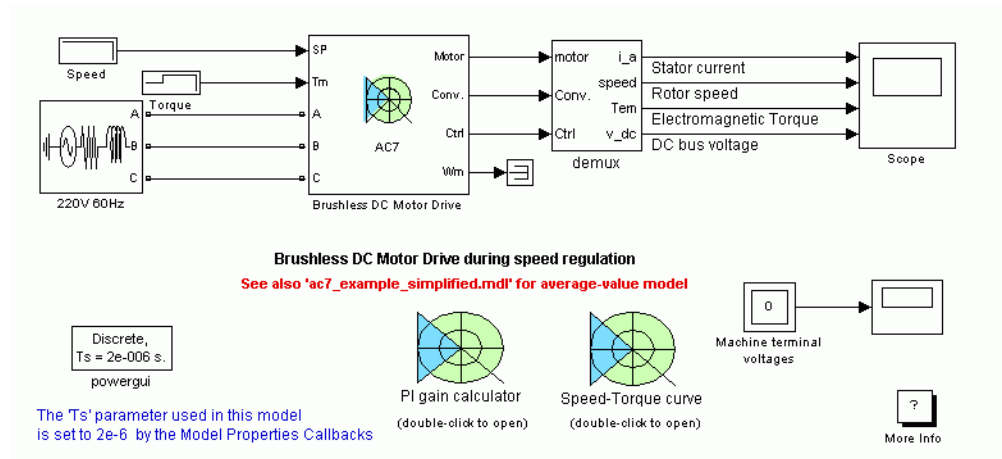 Speed
Torque
A
B
C
220V 60Hz
SP
Tm
A
B
C
AC7
Motor
Conv.
Ctrl
Wm
Brushless DC Motor Drive
motor
Conv.
Ctrl
i_a
speed
Tem
v_dc
demux
Stator current
Rotor speed
Electromagnetic Torque
DC bus voltage
Scope
Brushless DC Motor Drive during speed regulation
See also 'ac7_example_simplified.mdl' for average-value model
Discrete,
Ts = 2e-006 s.
powergui
The 'Ts' parameter used in this model
is set to 2e-6 by the Model Properties Callbacks
PI gain calculator
(double-click to open)
Speed-Torque curve
(double-click to open)
0
Machine terminal
voltages
?
More Info